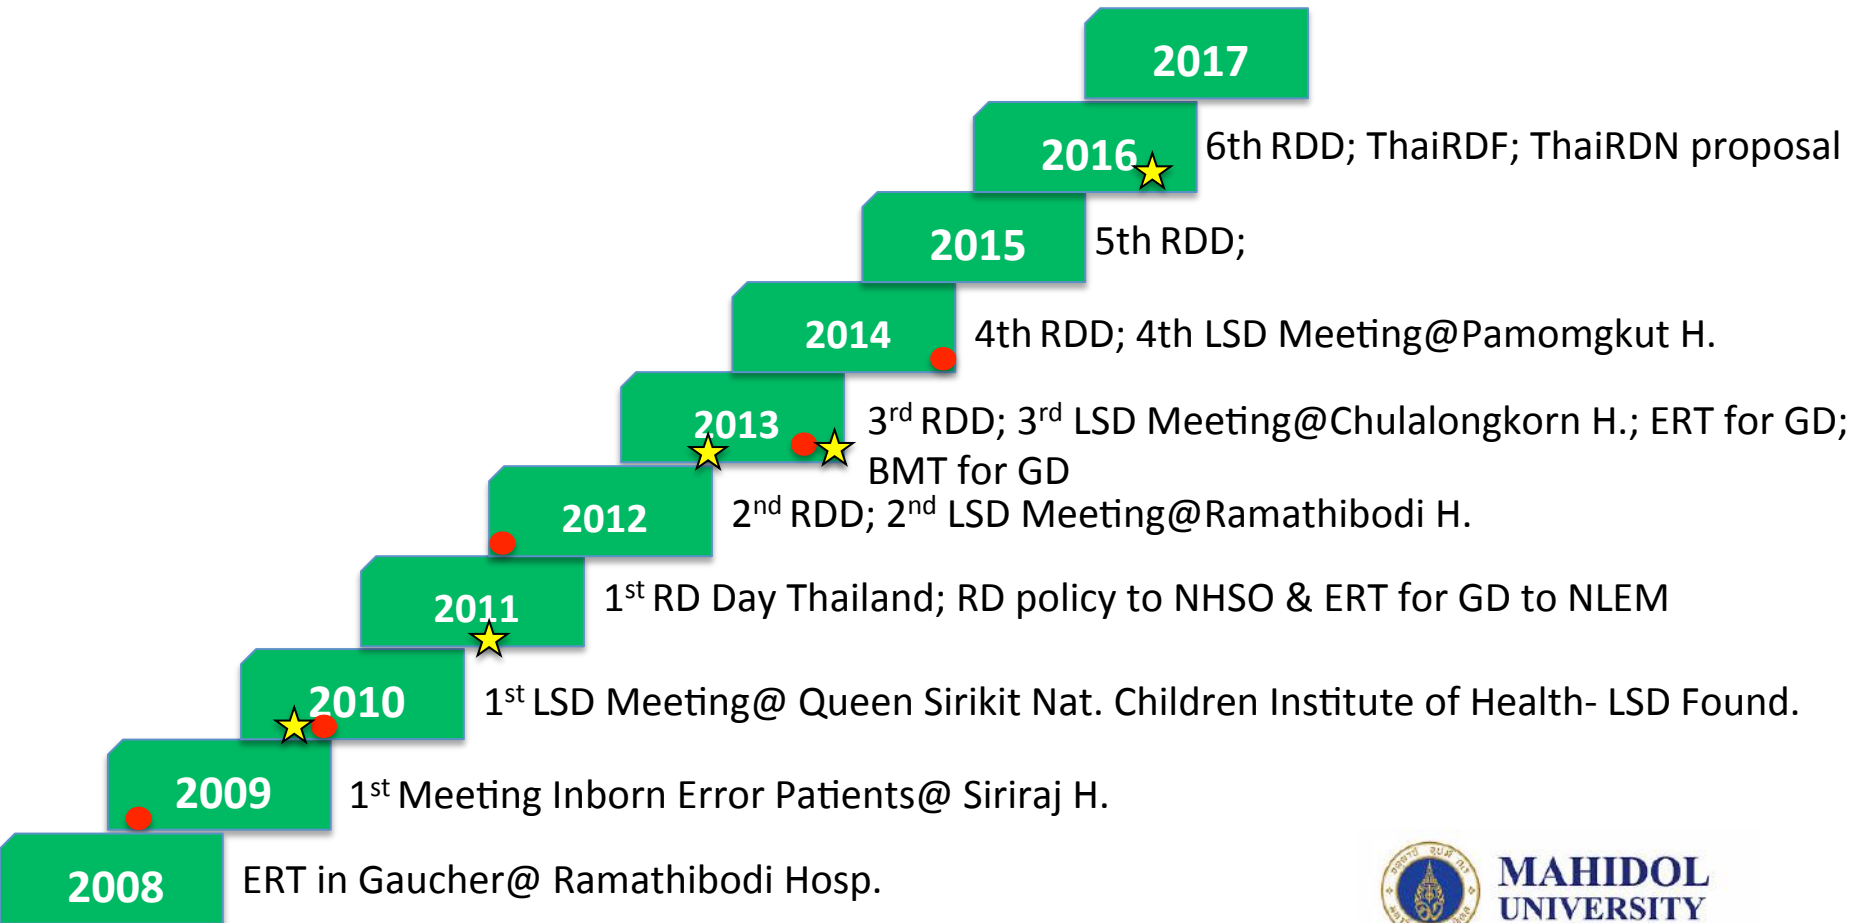 2017
2016 6th RDD; ThaiRDF; ThaiRDN proposal
2015 5th RDD;
2014 4th RDD; 4th LSD Meeting@Pamomgkut H.
2013 3rd RDD; 3rd LSD Meeting@Chulalongkorn H.; ERT for GD;
BMT for GD
2012 2nd RDD; 2nd LSD Meeting@Ramathibodi H.
2011 1st RD Day Thailand; RD policy to NHSO & ERT for GD to NLEM
2010 1st LSD Meeting@ Queen Sirikit Nat. Children Institute of Health- LSD Found.
2009 1st Meeting Inborn Error Patients@ Siriraj H.
2008 ERT in Gaucher@ Ramathibodi Hosp.
MAHIDOL
UNIVERSITY